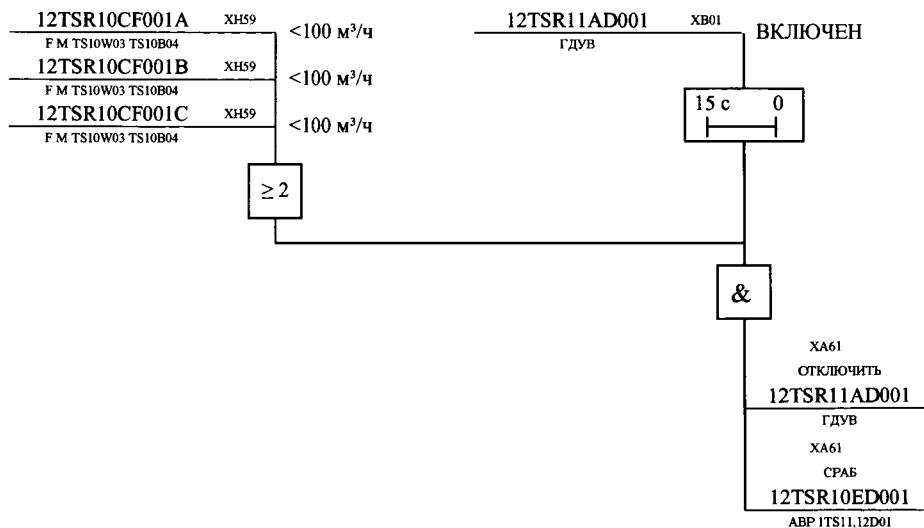 12TSR10CF001A XH59 <100 м³/ч
F M TS10W03 TS10B04
12TSR10CF001B XH59 <100 м³/ч
F M TS10W03 TS10B04
12TSR10CF001C XH59 <100 м³/ч
F M TS10W03 TS10B04
≥ 2
12TSR11AD001 XB01 ВКЛЮЧЕН
ГДУВ
15 с 0
&
XA61
ОТКЛЮЧИТЬ
12TSR11AD001
ГДУВ
XA61
СРАБ
12TSR10ED001
АВР 1TS11,12D01